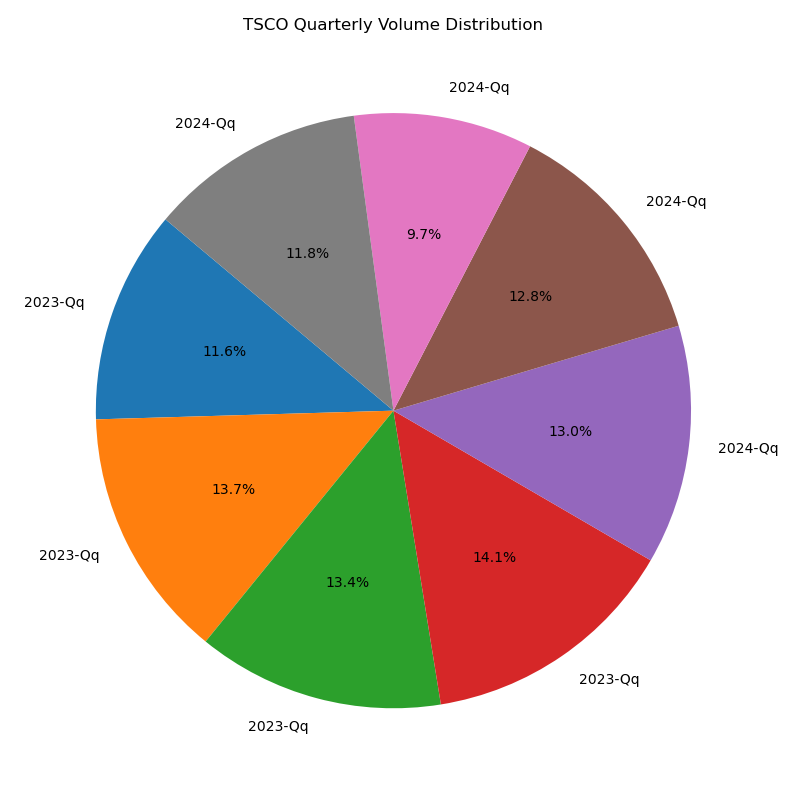 TSCO Quarterly Volume Distribution
2024-Qq
2024-Qq
2024-Qq
9.7%
11.8%
12.8%
2023-Qq
11.6%
13.0%
2024-Qq
13.7%
2023-Qq
14.1%
13.4%
2023-Qq
2023-Qq